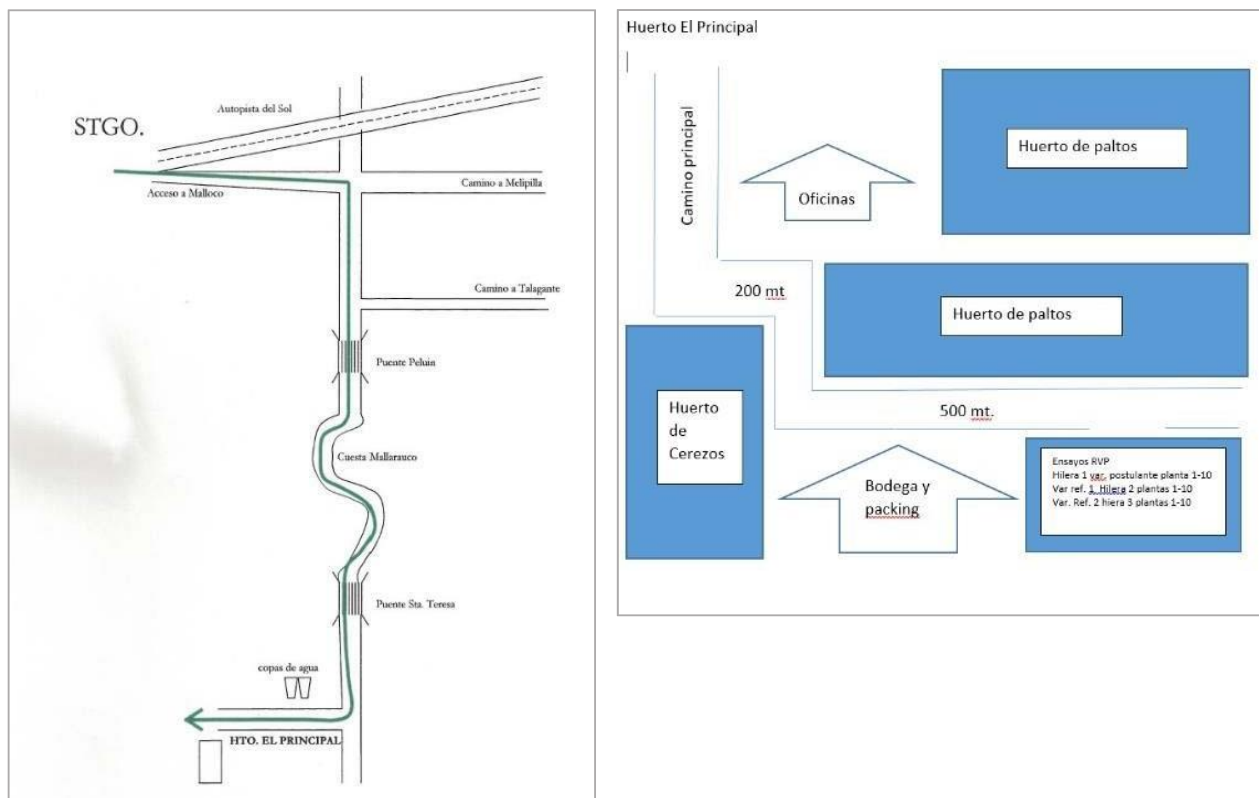 Autopista del Sol
STGO.
Acceso a Malloco
Camino a Melipilla
Camino a Talagante
Puente Peluin
Cuesta Mallarauco
Puente Sta. Teresa
copas de agua
HTO. EL PRINCIPAL
Huerto El Principal
Camino principal
Oficinas
Huerto de paltos
200 mt
Huerto de paltos
Huerto
de
Cerezos
500 mt.
Bodega y
packing
Ensayos RVP
Hilera 1 var. postulante planta 1-10
Var ref. 1 Hilera 2 plantas 1-10
Var. Ref. 2 hiera 3 plantas 1-10